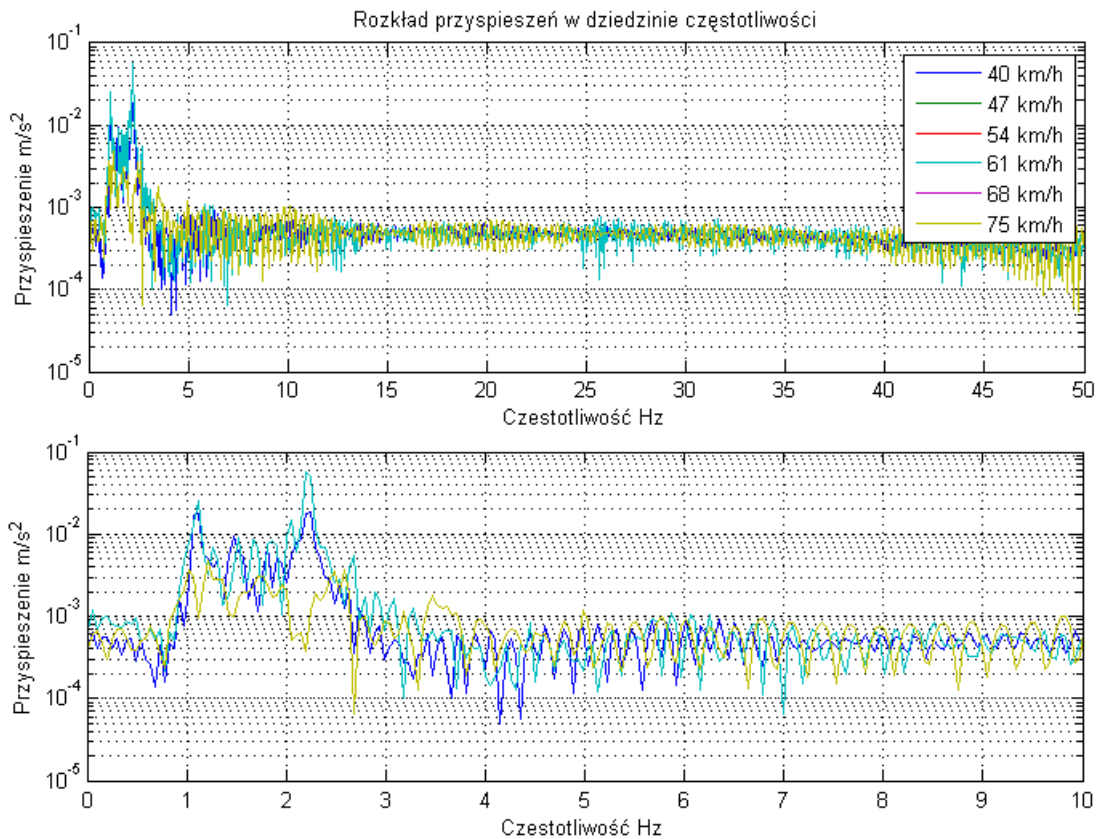 Rozkład przyspieszeń w dziedzinie częstotliwości
10^-1
10^-2
10^-3
10^-4
10^-5
Przyspieszenie m/s^2
40 km/h
47 km/h
54 km/h
61 km/h
68 km/h
75 km/h
0 5 10 15 20 25 30 35 40 45 50
Czestotliwość Hz
10^-1
10^-2
10^-3
10^-4
10^-5
Przyspieszenie m/s^2
0 1 2 3 4 5 6 7 8 9 10
Czestotliwość Hz